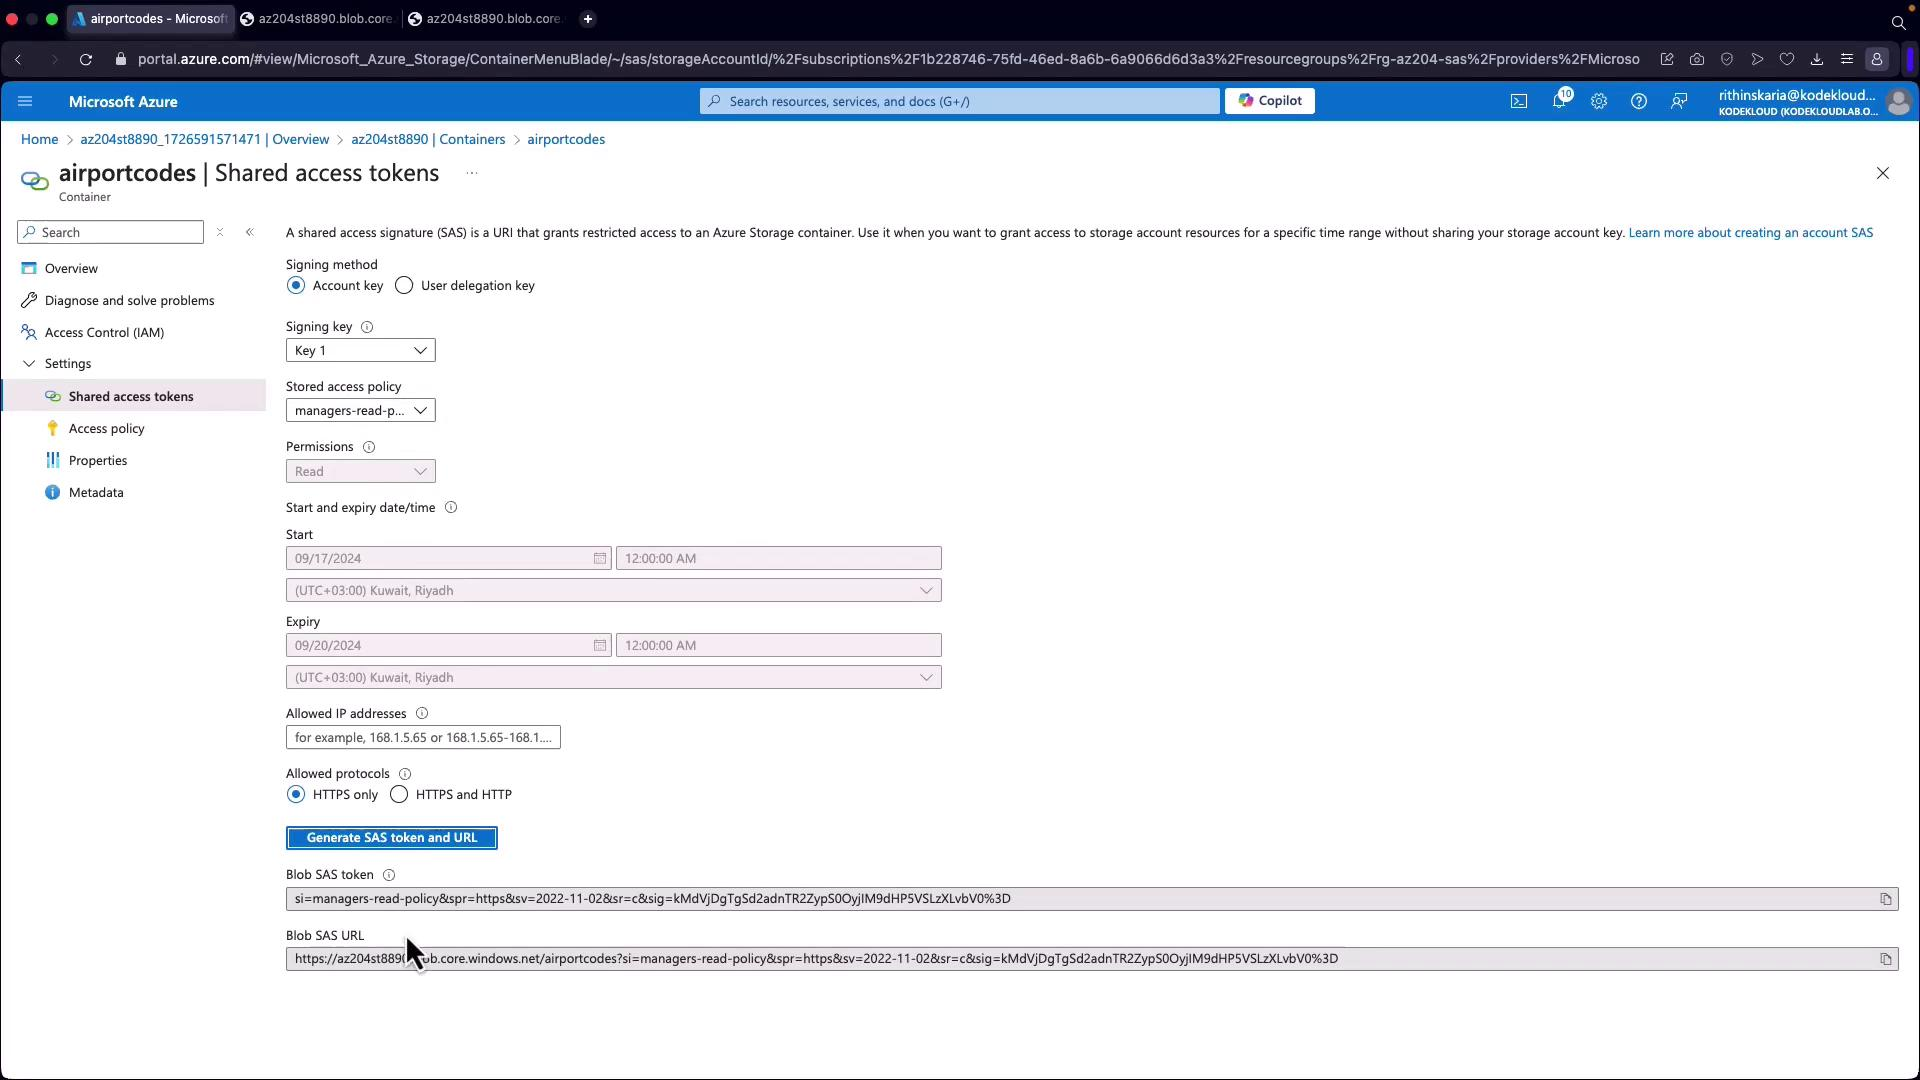 airportcodes - Microsoft
az204st8890.blob.core.
az204st8890.blob.core.
portal.azure.com/#view/Microsoft_Azure_Storage/ContainerMenuBlade/~/sas/storageAccountId/%2Fsubscriptions%2F1b228746-75fd-46ed-8a6b-6a9066d6d3a3%2Fresourcegroups%2Frg-az204-sas%2Fproviders%2FMicroso
Microsoft Azure
Search resources, services, and docs (G+/)
Copilot
10
rithinskaria@kodekloud...
KODEKLOUD (KODEKLOUDLAB.O...
Home > az204st8890_1726591571471 | Overview > az204st8890 | Containers > airportcodes
airportcodes | Shared access tokens ...
Container
Search
Overview
Diagnose and solve problems
Access Control (IAM)
Settings
Shared access tokens
Access policy
Properties
Metadata
A shared access signature (SAS) is a URI that grants restricted access to an Azure Storage container. Use it when you want to grant access to storage account resources for a specific time range without sharing your storage account key. Learn more about creating an account SAS
Signing method
Account key User delegation key
Signing key
Key 1
Stored access policy
managers-read-p...
Permissions
Read
Start and expiry date/time
Start
09/17/2024 12:00:00 AM
(UTC+03:00) Kuwait, Riyadh
Expiry
09/20/2024 12:00:00 AM
(UTC+03:00) Kuwait, Riyadh
Allowed IP addresses
for example, 168.1.5.65 or 168.1.5.65-168.1....
Allowed protocols
HTTPS only HTTPS and HTTP
Generate SAS token and URL
Blob SAS token
si=managers-read-policy&spr=https&sv=2022-11-02&sr=c&sig=kMdVjDgTgSd2adnTR2ZypS0OyjIM9dHP5VSLzXLvbV0%3D
Blob SAS URL
https://az204st8890 ob.core.windows.net/airportcodes?si=managers-read-policy&spr=https&sv=2022-11-02&sr=c&sig=kMdVjDgTgSd2adnTR2ZypS0OyjIM9dHP5VSLzXLvbV0%3D